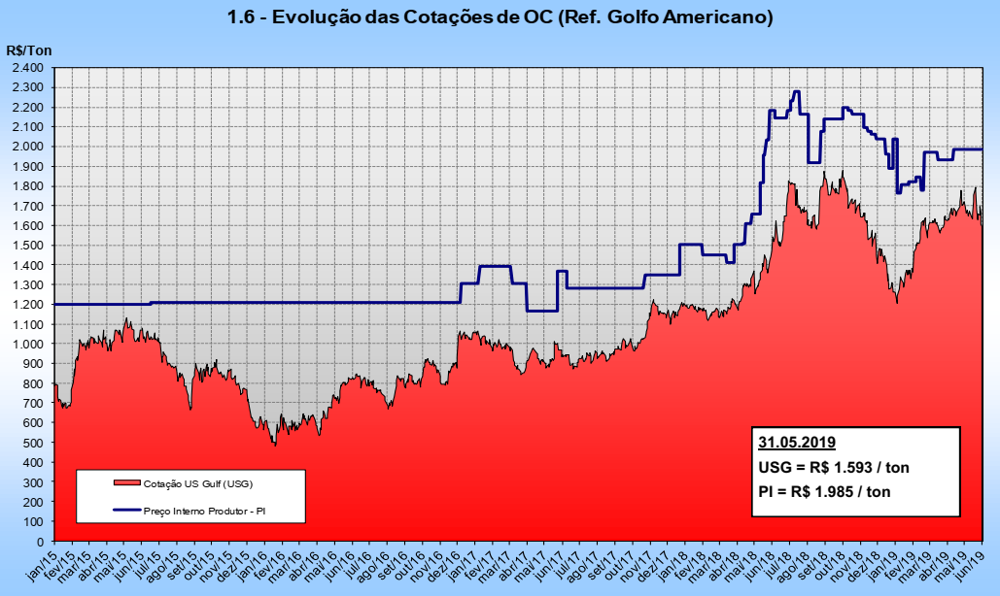 1.6 - Evolução das Cotações de OC (Ref. Golfo Americano)
R$/Ton
2.400
2.300
2.200
2.100
2.000
1.900
1.800
1.700
1.600
1.500
1.400
1.300
1.200
1.100
1.000
900
800
700
600
500
400
300
200
100
0
31.05.2019
USG = R$ 1.593 / ton
PI = R$ 1.985 / ton
Cotação US Gulf (USG)
Preço Interno Produtor - PI
jan/15
fev/15
mar/15
abr/15
mai/15
jun/15
jul/15
ago/15
set/15
out/15
nov/15
dez/15
jan/16
fev/16
mar/16
abr/16
mai/16
jun/16
jul/16
ago/16
set/16
out/16
nov/16
dez/16
jan/17
fev/17
mar/17
abr/17
mai/17
jun/17
jul/17
ago/17
set/17
out/17
nov/17
dez/17
jan/18
fev/18
mar/18
abr/18
mai/18
jun/18
jul/18
ago/18
set/18
out/18
nov/18
dez/18
jan/19
fev/19
mar/19
abr/19
mai/19
jun/19